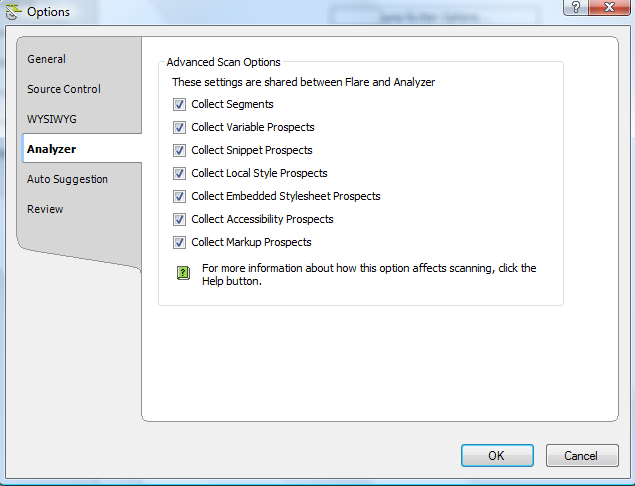 Options
?
General
Source Control
WYSIWYG
Analyzer
Auto Suggestion
Review
Advanced Scan Options
These settings are shared between Flare and Analyzer
Collect Segments
Collect Variable Prospects
Collect Snippet Prospects
Collect Local Style Prospects
Collect Embedded Stylesheet Prospects
Collect Accessibility Prospects
Collect Markup Prospects
?
For more information about how this option affects scanning, click the
Help button.
OK
Cancel